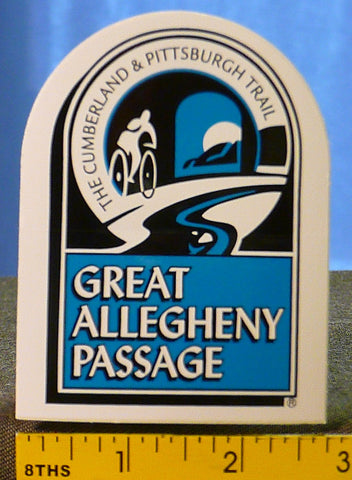 THE CUMBERLAND & PITTSBURGH TRAIL
GREAT
ALLEGHENY
PASSAGE
®
8THS 1 2 3